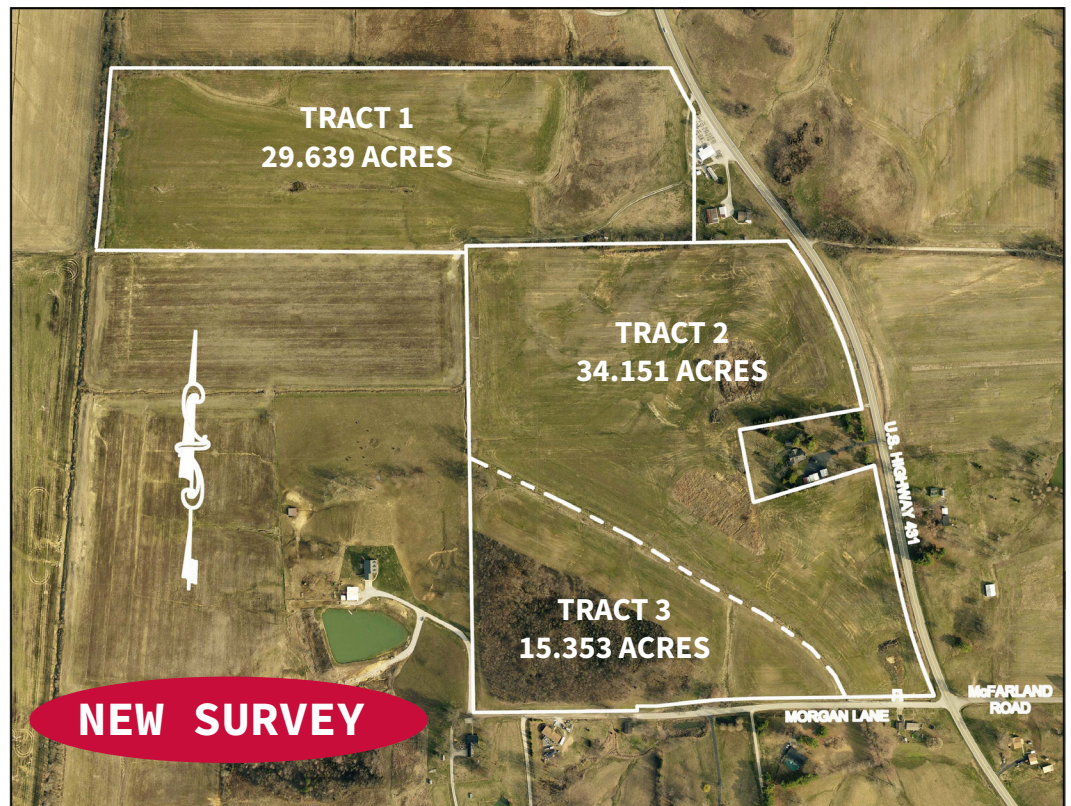 TRACT 1
29.639 ACRES
TRACT 2
34.151 ACRES
U.S. HIGHWAY 431
TRACT 3
15.353 ACRES
McFARLAND
ROAD
MORGAN LANE
NEW SURVEY